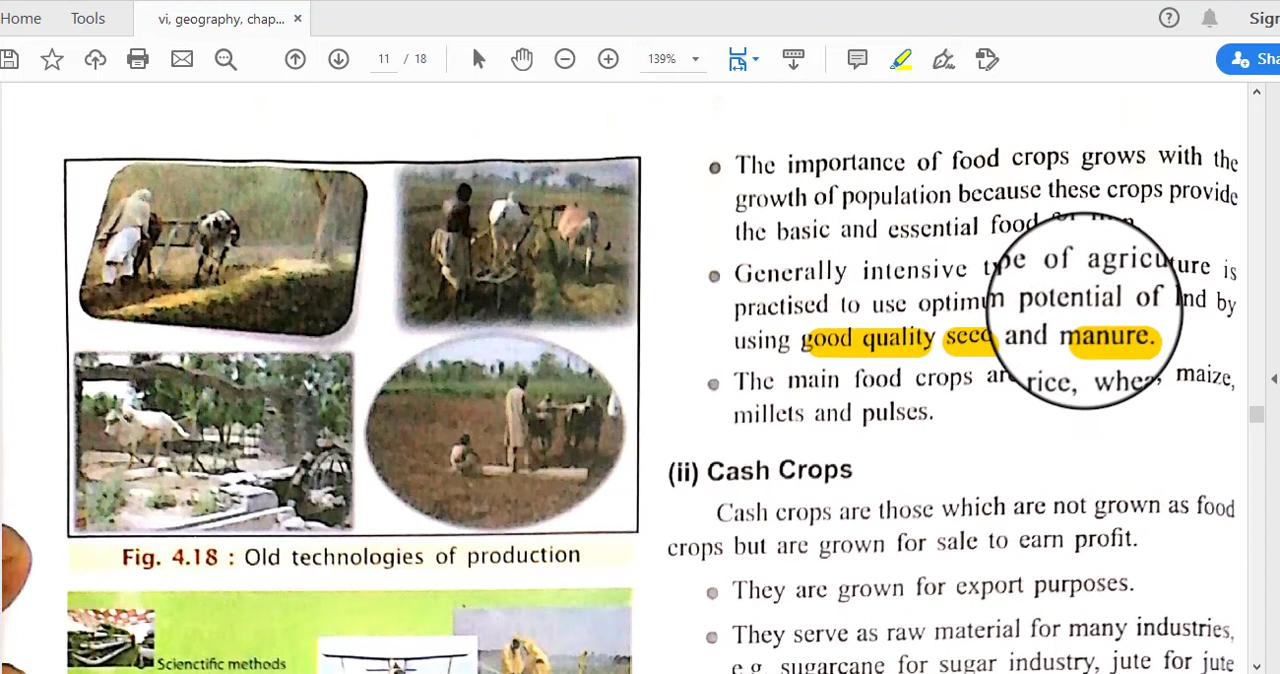 Home Tools vi, geography, chap... × Sign
11 / 18 139% Sha
The importance of food crops grows with the
growth of population because these crops provide
the basic and essential food
Generally intensive type of agricuture is
practised to use optimum potential of lnd by
using good quality seed and manure.
The main food crops are rice, wheat, maize,
millets and pulses.
(ii) Cash Crops
Cash crops are those which are not grown as food
crops but are grown for sale to earn profit.
They are grown for export purposes.
They serve as raw material for many industries,
e.g. sugarcane for sugar industry, jute for jute
Fig. 4.18 : Old technologies of production
Scienctific methods